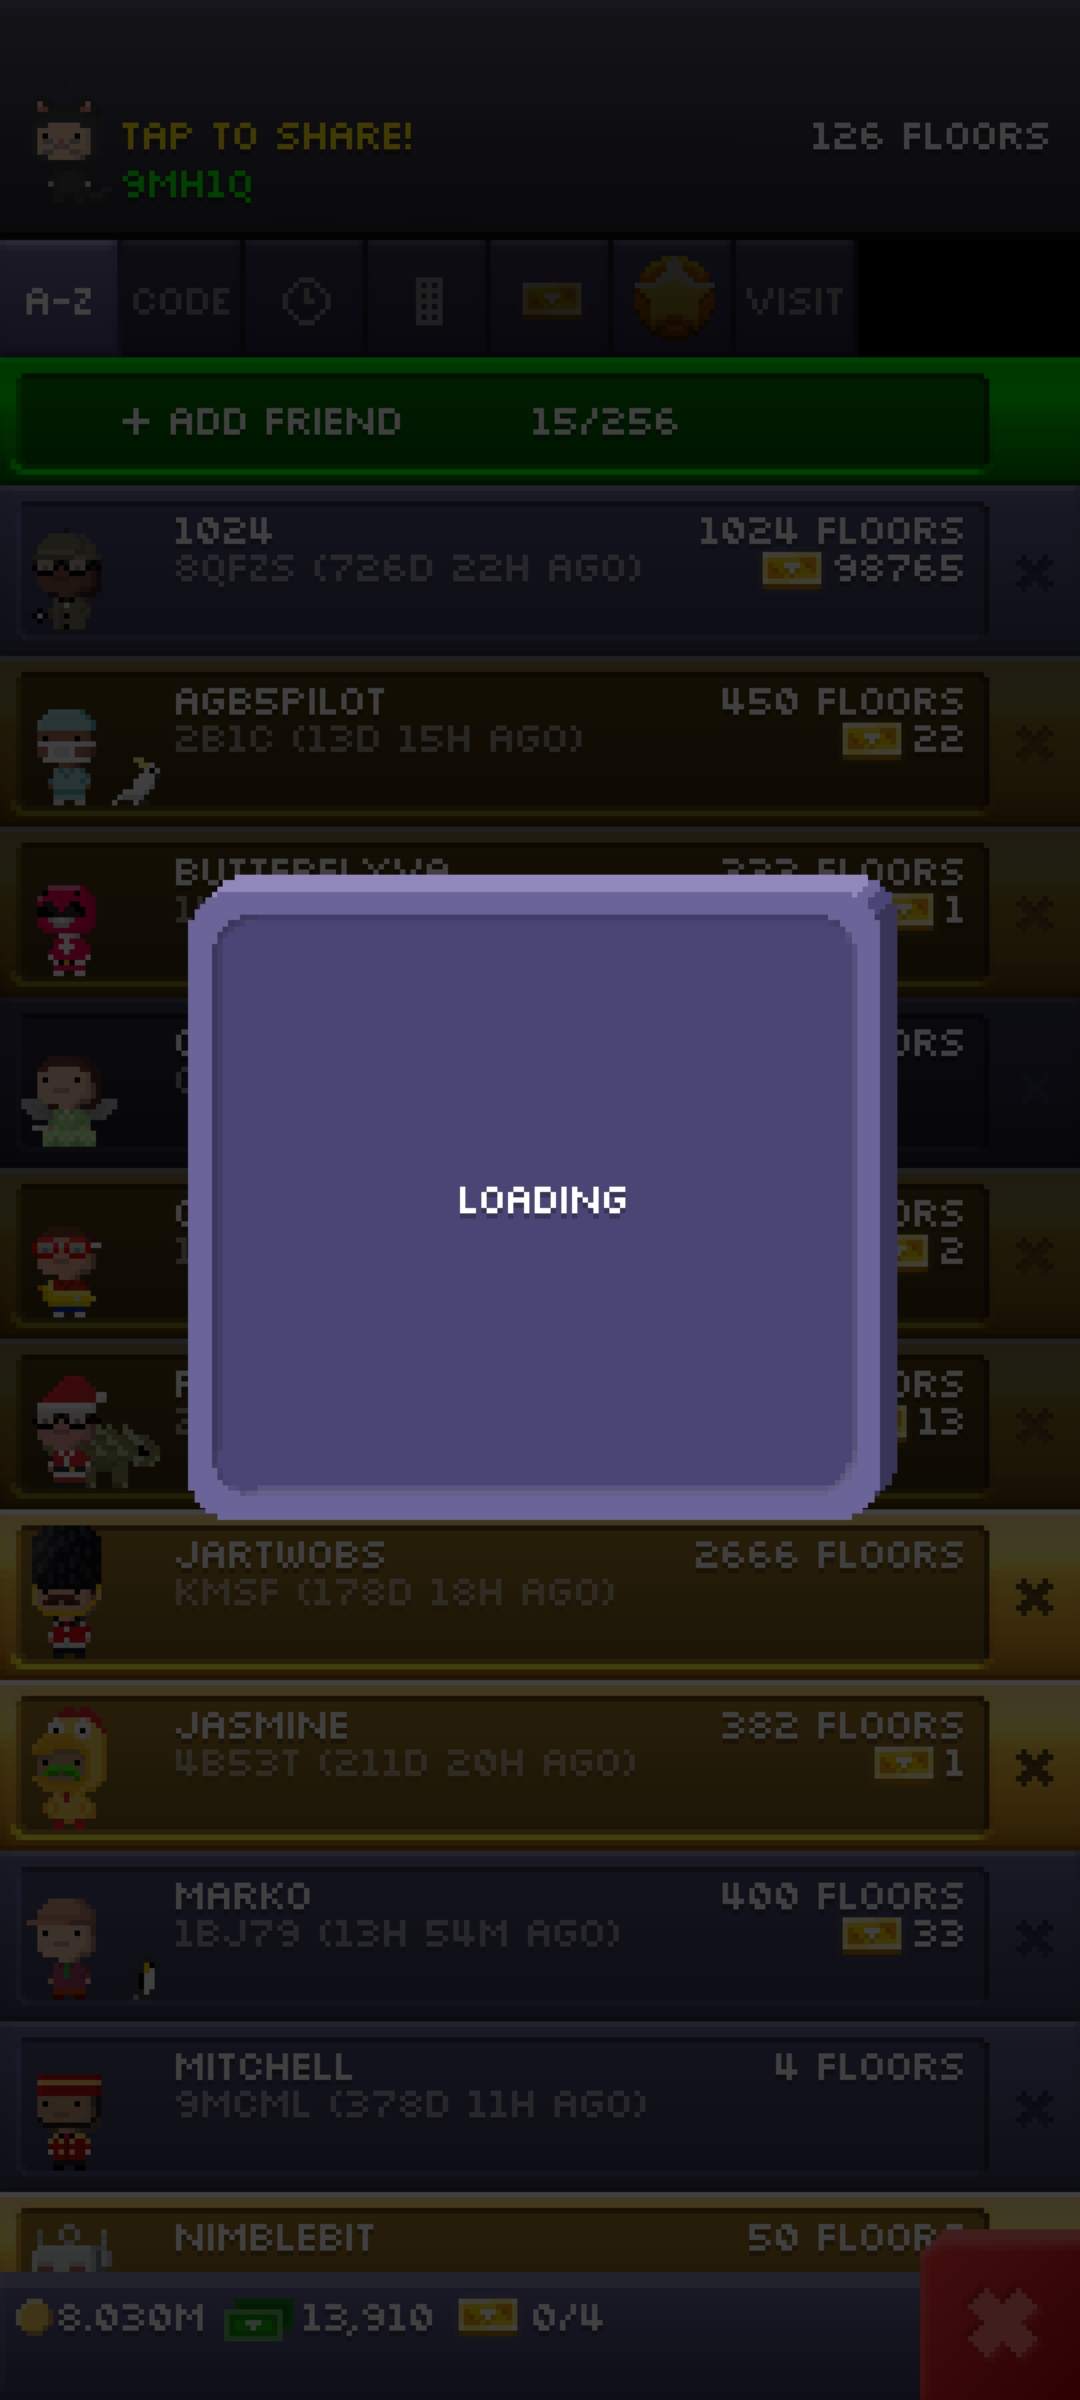 TAP TO SHARE!
126 FLOORS
9MH1Q
A-Z CODE VISIT
+ ADD FRIEND 15/256
1024 1024 FLOORS
8QFZS (726D 22H AGO) 98765
AGB5PILOT 450 FLOORS
2B1C (13D 15H AGO) 22
FLOORS
1
2
13
LOADING
JARTWOBS 2666 FLOORS
KMSF (178D 18H AGO)
JASMINE 382 FLOORS
4B53T (211D 20H AGO) 1
MARKO 400 FLOORS
1BJ79 (13H 54M AGO) 33
MITCHELL 4 FLOORS
9MCML (378D 11H AGO)
NIMBLEBIT 50 FLOORS
8.030M 13,910 0/4